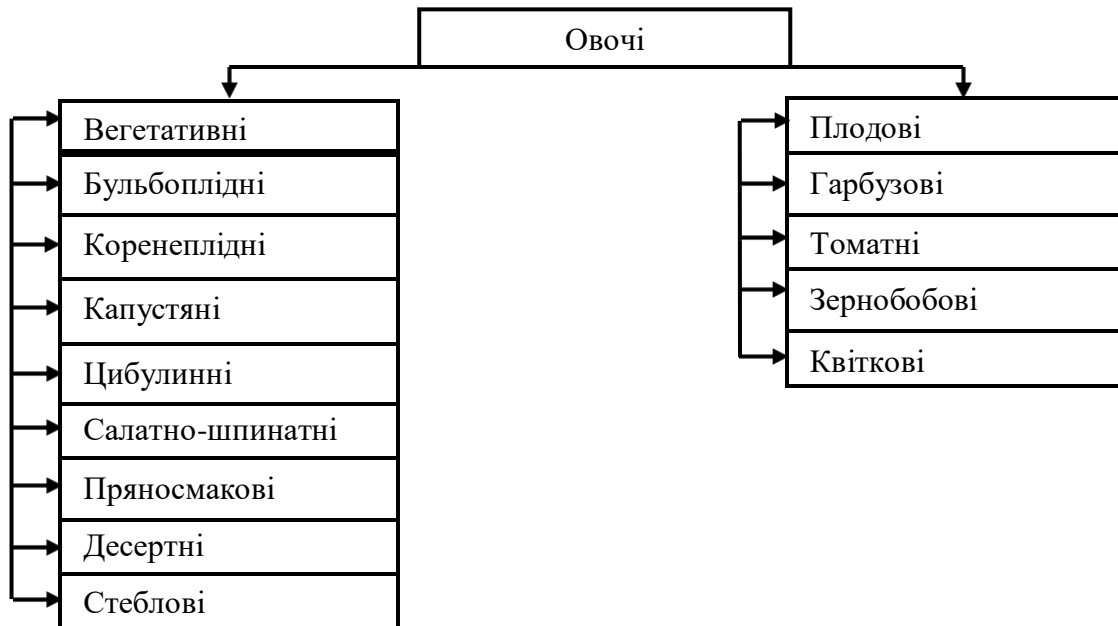 Овочі
Вегетативні
Бульбоплідні
Коренеплідні
Капустяні
Цибулинні
Салатно-шпинатні
Пряносмакові
Десертні
Стеблові
Плодові
Гарбузові
Томатні
Зернобобові
Квіткові